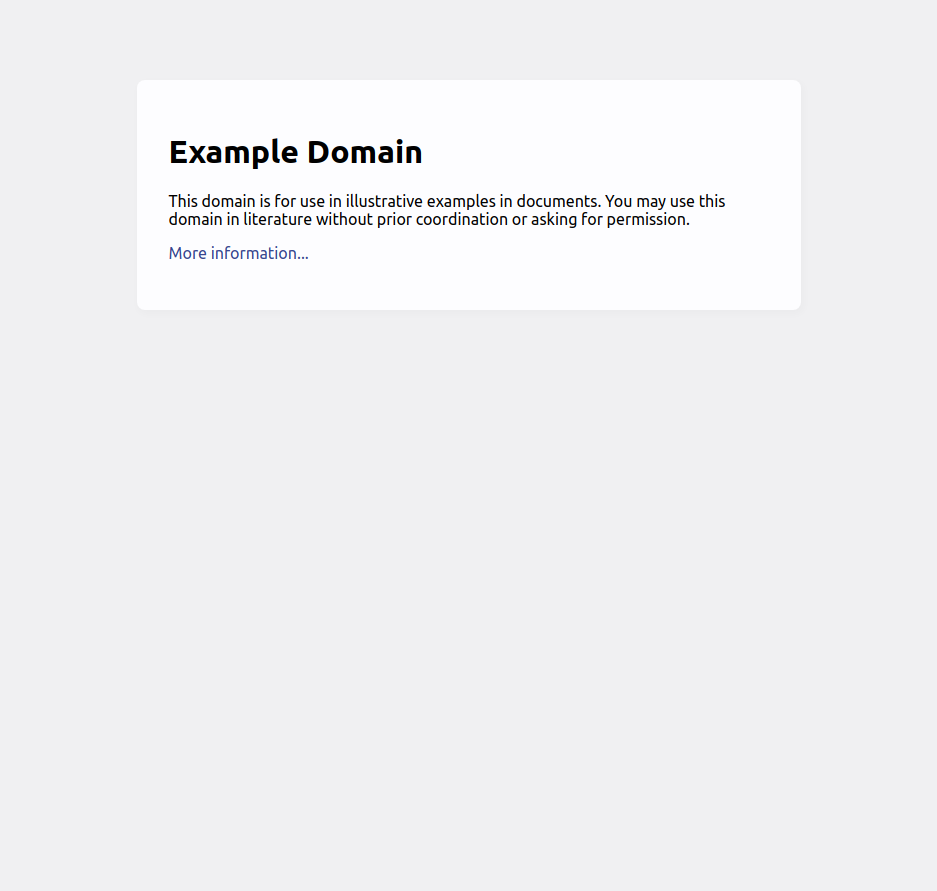 Example Domain
This domain is for use in illustrative examples in documents. You may use this
domain in literature without prior coordination or asking for permission.
More information...